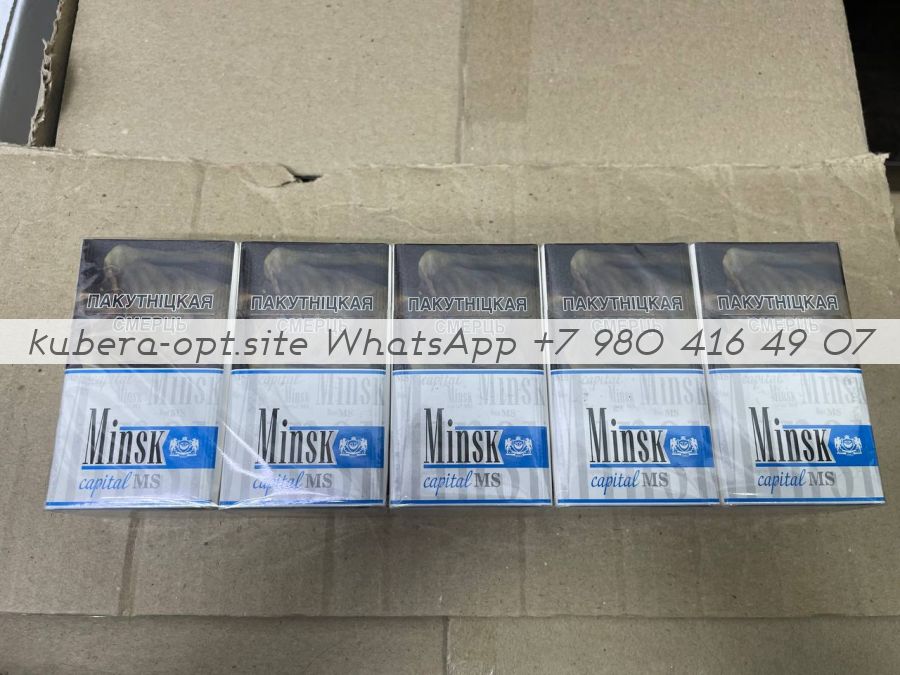 ПАКУТНІЦКАЯ ПАКУТНІЦКАЯ ПАКУТНІЦКАЯ ПАКУТНІЦКАЯ ПАКУТНІЦКАЯ
СМЕРЦЬ СМЕРЦЬ СМЕРЦЬ СМЕРЦЬ СМЕРЦЬ
kubera-opt.site WhatsApp +7 980 416 49 07
Minsk Minsk Minsk Minsk Minsk
capital MS capital MS capital MS capital MS capital MS